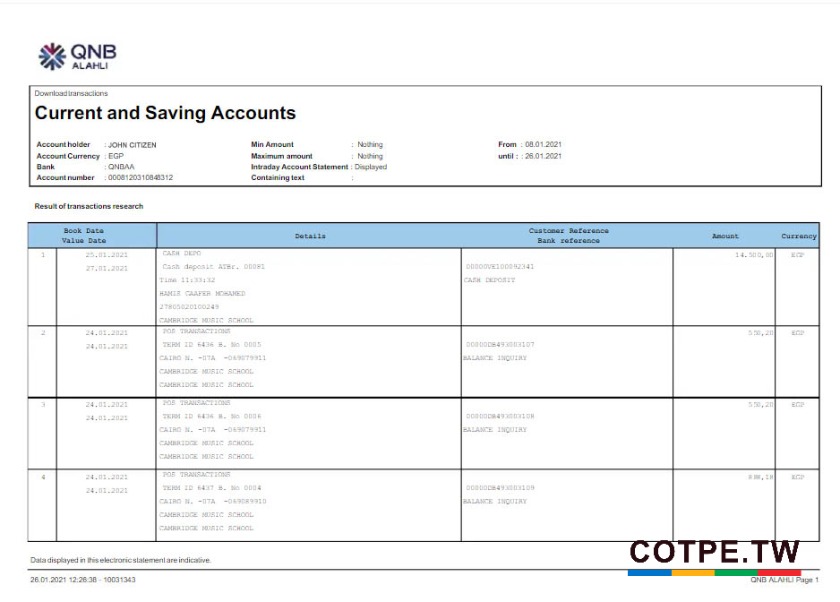 QNB
ALAHLI
Download transactions
Current and Saving Accounts
Account holder : JOHN CITIZEN
Account Currency : EGP
Bank : QNBAA
Account number : 0008120310848312
Min Amount : Nothing
Maximum amount : Nothing
Intraday Account Statement : Displayed
Containing text :
From : 08.01.2021
until : : 26.01.2021
Result of transactions research
Book Date
Value Date
Details
Customer Reference
Bank reference
Amount
Currency
1
25.01.2021
27.01.2021
CASH DEPO
Cash deposit ATBr. 00081
Time 11:33:32
HAMIS CAAFER MOHAMED
27805020100249
CAMBRIDGE MUSIC SCHOOL
00000VE100092341
CASH DEPOSIT
14.500,00
EGP
2
24.01.2021
24.01.2021
POS TRANSACTIONS
TERM ID 6436 B. No 0005
CAIRO N. -07A -069079911
CAMBRIDGE MUSIC SCHOOL
CAMBRIDGE MUSIC SCHOOL
00000DB493003107
BALANCE INQUIRY
550,20
EGP
3
24.01.2021
24.01.2021
POS TRANSACTIONS
TERM ID 6436 B. No 0006
CAIRO N. -07A -069079911
CAMBRIDGE MUSIC SCHOOL
CAMBRIDGE MUSIC SCHOOL
00000DB493003108
BALANCE INQUIRY
550,20
EGP
4
24.01.2021
24.01.2021
POS TRANSACTIONS
TERM ID 6437 B. No 0004
CAIRO N. -07A -069089910
CAMBRIDGE MUSIC SCHOOL
CAMBRIDGE MUSIC SCHOOL
00000DB493003109
BALANCE INQUIRY
888,18
EGP
Data displayed in this electronic statement are indicative.
COTPE.TW
26.01.2021 12:26:38 - 10031343
QNB ALAHLI Page 1